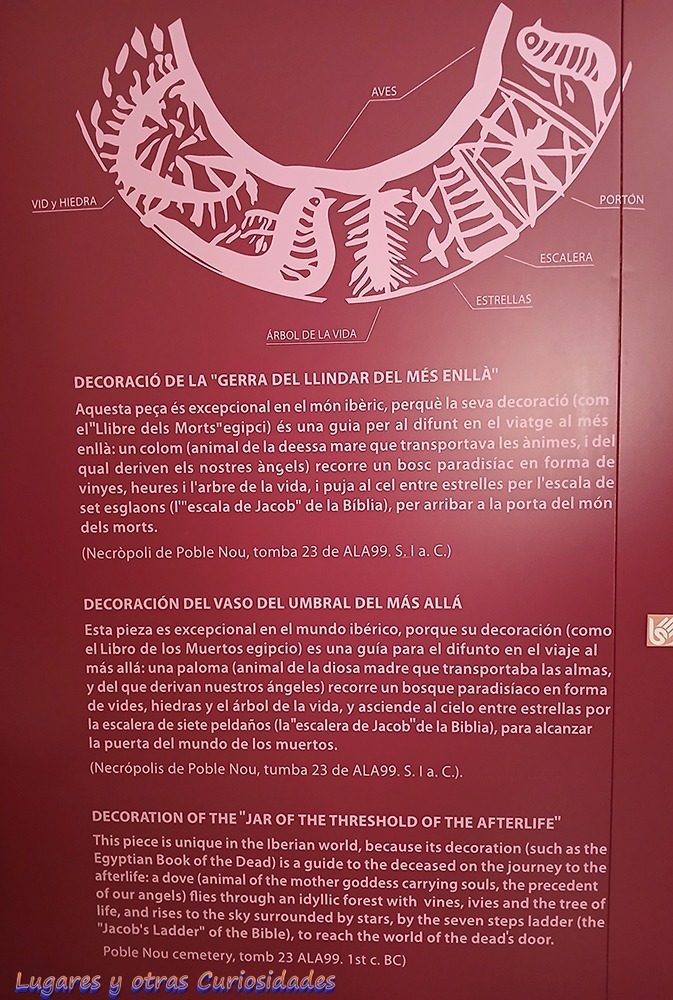 AVES
VID y HIEDRA
PORTÓN
ESCALERA
ESTRELLAS
ÁRBOL DE LA VIDA
DECORACIÓ DE LA "GERRA DEL LLINDAR DEL MÉS ENLLÀ"
Aquesta peça és excepcional en el món ibèric, perquè la seva decoració (com
el"Llibre dels Morts"egipci) és una guia per al difunt en el viatge al més
enllà: un colom (animal de la deessa mare que transportava les ànimes, i del
qual deriven els nostres àngels) recorre un bosc paradisíac en forma de
vinyes, heures i l'arbre de la vida, i puja al cel entre estrelles per l'escala de
set esglaons (l'"escala de Jacob" de la Bíblia), per arribar a la porta del món
dels morts.
(Necròpoli de Poble Nou, tomba 23 de ALA99. S. I a. C.)
DECORACIÓN DEL VASO DEL UMBRAL DEL MÁS ALLÁ
Esta pieza es excepcional en el mundo ibérico, porque su decoración (como
el Libro de los Muertos egipcio) es una guía para el difunto en el viaje al
más allá: una paloma (animal de la diosa madre que transportaba las almas,
y del que derivan nuestros ángeles) recorre un bosque paradisíaco en forma
de vides, hiedras y el árbol de la vida, y asciende al cielo entre estrellas por
la escalera de siete peldaños (la"escalera de Jacob"de la Biblia), para alcanzar
la puerta del mundo de los muertos.
(Necrópolis de Poble Nou, tumba 23 de ALA99. S. I a. C.).
DECORATION OF THE "JAR OF THE THRESHOLD OF THE AFTERLIFE"
This piece is unique in the Iberian world, because its decoration (such as the
Egyptian Book of the Dead) is a guide to the deceased on the journey to the
afterlife: a dove (animal of the mother goddess carrying souls, the precedent
of our angels) flies through an idyllic forest with vines, ivies and the tree of
life, and rises to the sky surrounded by stars, by the seven steps ladder (the
"Jacob's Ladder" of the Bible), to reach the world of the dead's door.
Poble Nou cemetery, tomb 23 ALA99. 1st c. BC)
Lugares y otras Curiosidades